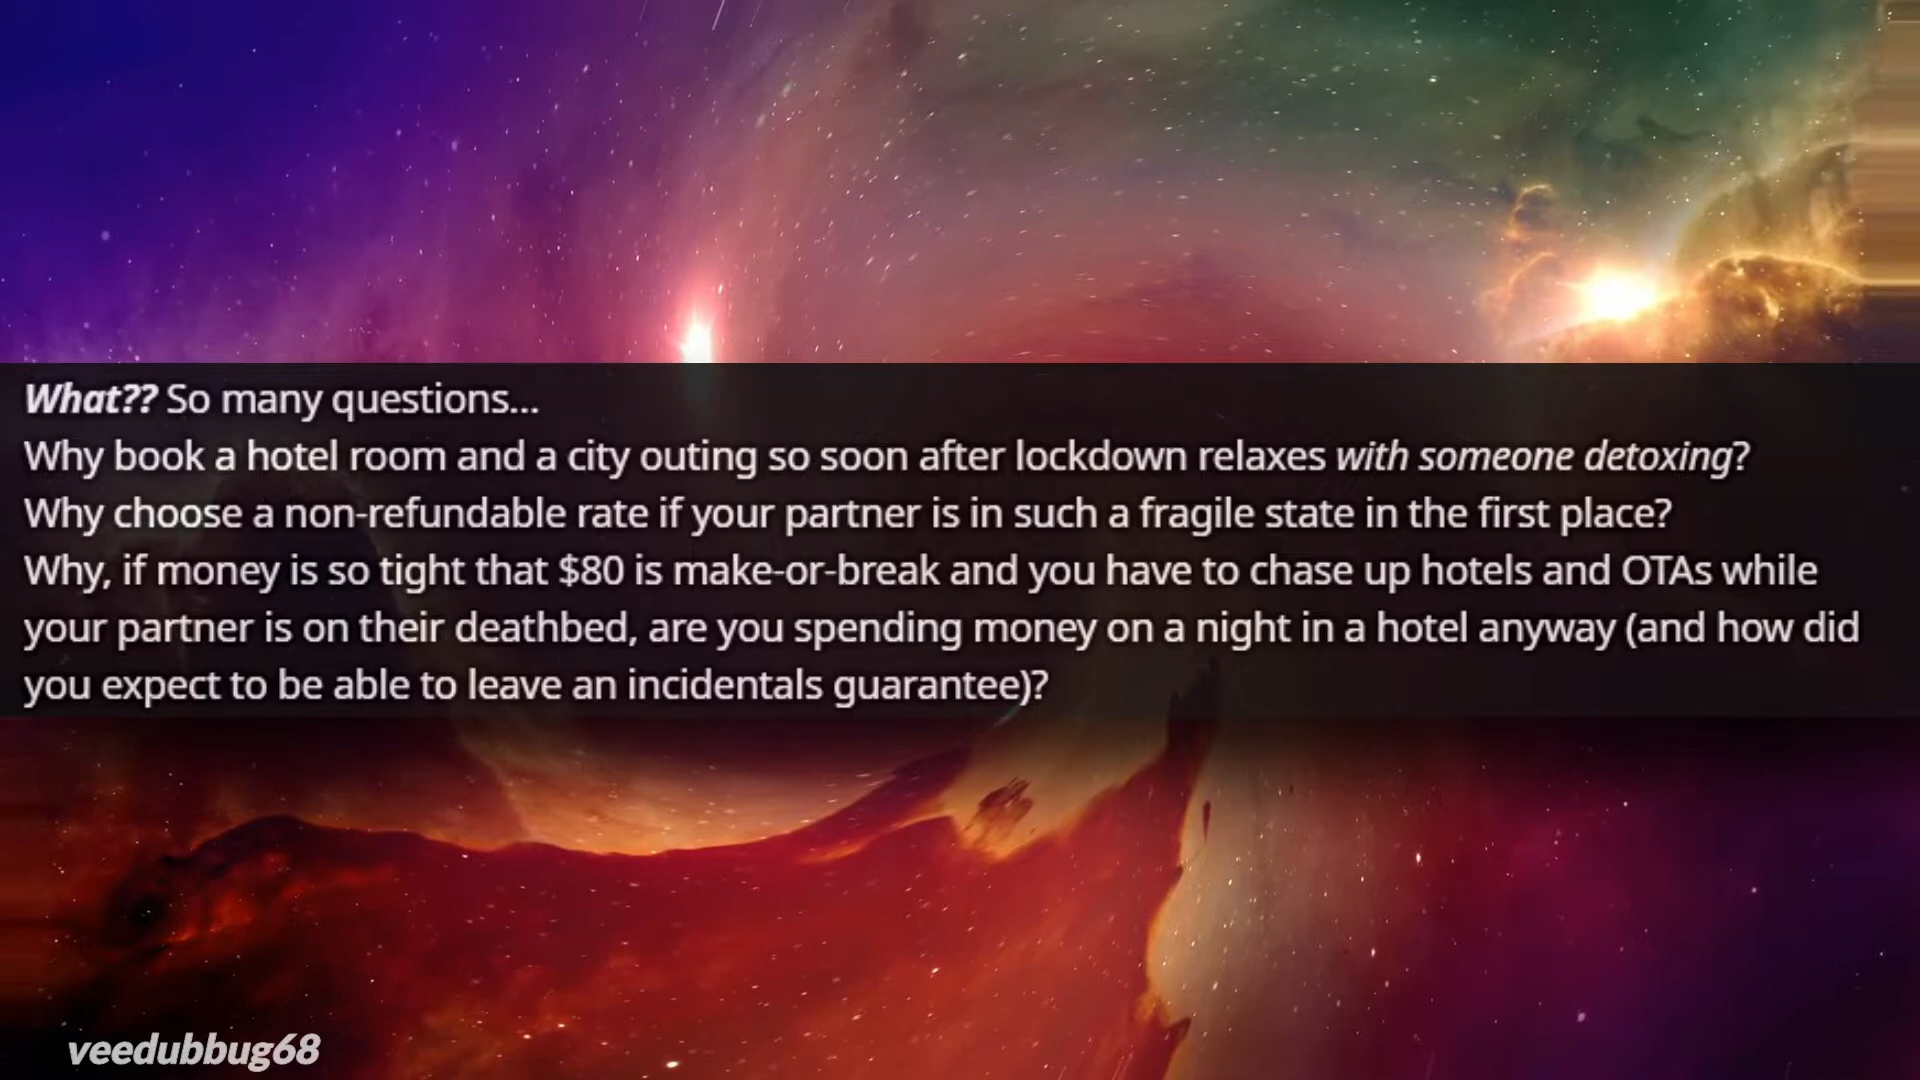 What?? So many questions...
Why book a hotel room and a city outing so soon after lockdown relaxes with someone detoxing?
Why choose a non-refundable rate if your partner is in such a fragile state in the first place?
Why, if money is so tight that $80 is make-or-break and you have to chase up hotels and OTAs while
your partner is on their deathbed, are you spending money on a night in a hotel anyway (and how did
you expect to be able to leave an incidentals guarantee)?
veedubbug68